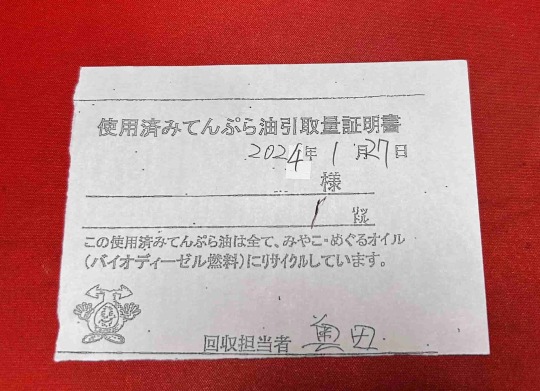 使用済みてんぷら油引取量証明書
2024年 1月27日
様
1 リットル
この使用済みてんぷら油は全て、みやこ・めぐるオイル
(バイオディーゼル燃料)にリサイクルしています。
回収担当者 奥田